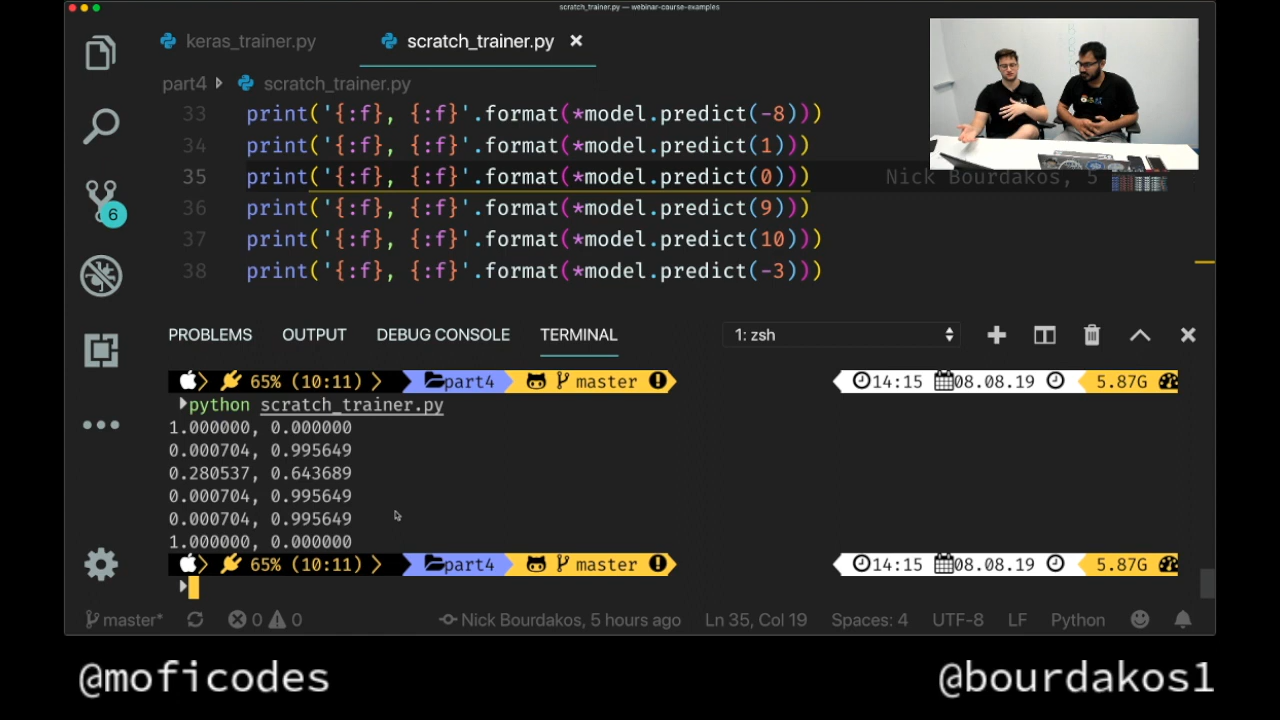 scratch_trainer.py — webinar-course-examples
keras_trainer.py
scratch_trainer.py ×
part4 scratch_trainer.py
33 print('{:f}, {:f}'.format(*model.predict(-8)))
34 print('{:f}, {:f}'.format(*model.predict(1)))
35 print('{:f}, {:f}'.format(*model.predict(0))) Nick Bourdakos, 5
36 print('{:f}, {:f}'.format(*model.predict(9)))
37 print('{:f}, {:f}'.format(*model.predict(10)))
38 print('{:f}, {:f}'.format(*model.predict(-3)))
6
PROBLEMS OUTPUT DEBUG CONSOLE TERMINAL 1: zsh
65% (10:11) part4 master 14:15 08.08.19 5.87G
python scratch_trainer.py
1.000000, 0.000000
0.000704, 0.995649
0.280537, 0.643689
0.000704, 0.995649
0.000704, 0.995649
1.000000, 0.000000
65% (10:11) part4 master 14:15 08.08.19 5.87G
master* 0 0 Nick Bourdakos, 5 hours ago Ln 35, Col 19 Spaces: 4 UTF-8 LF Python
@moficodes @bourdakos1